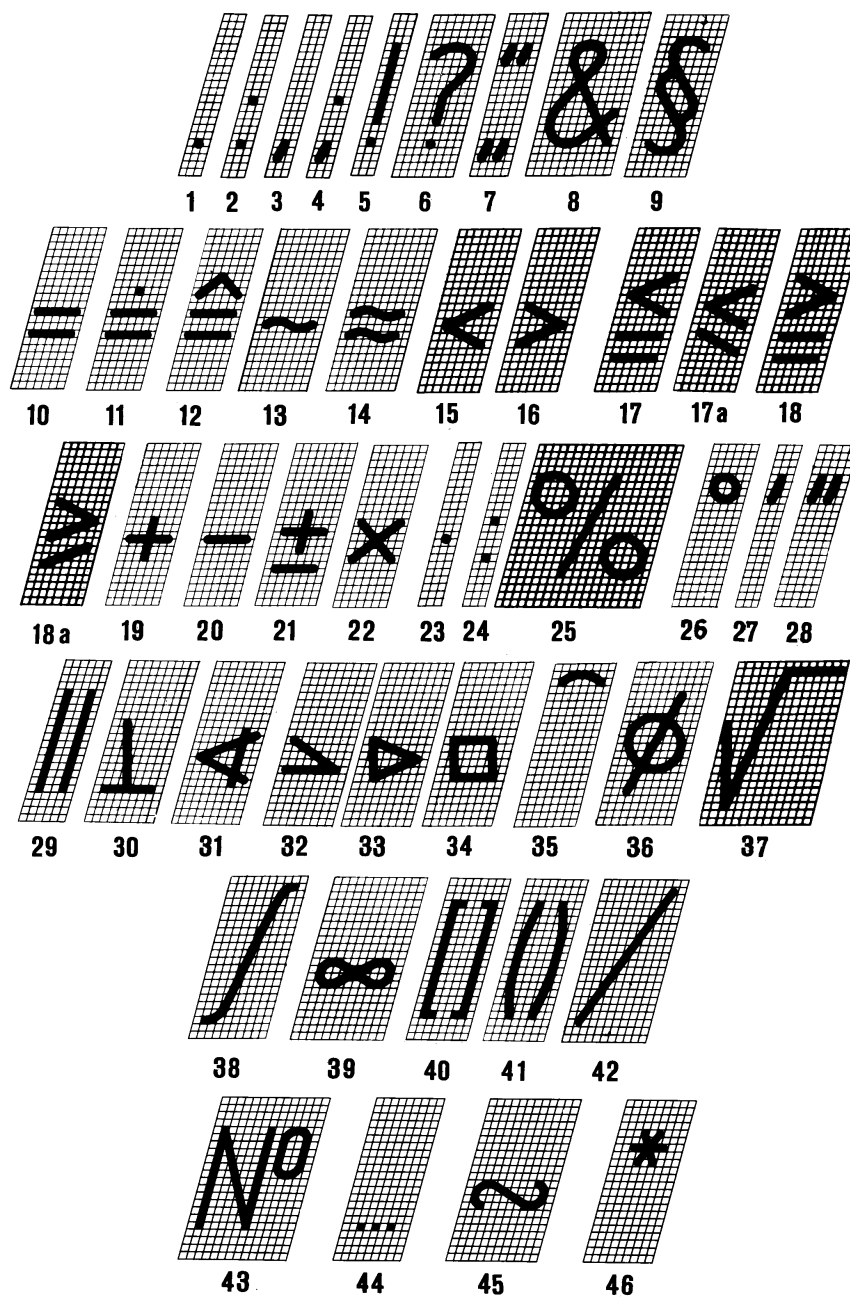 . : , ; ! ? „" & §
1 2 3 4 5 6 7 8 9
= ≐ ≙ ~ ≈ < > ≦ ⩽ ≧
10 11 12 13 14 15 16 17 17a 18
⩾ + − ± × · : % ° ′ ″
18a 19 20 21 22 23 24 25 26 27 28
∥ ⊥ ∢ > ▷ □ ⌒ ⌀ √
29 30 31 32 33 34 35 36 37
∫ ∞ [] () /
38 39 40 41 42
Nº ... ~ *
43 44 45 46